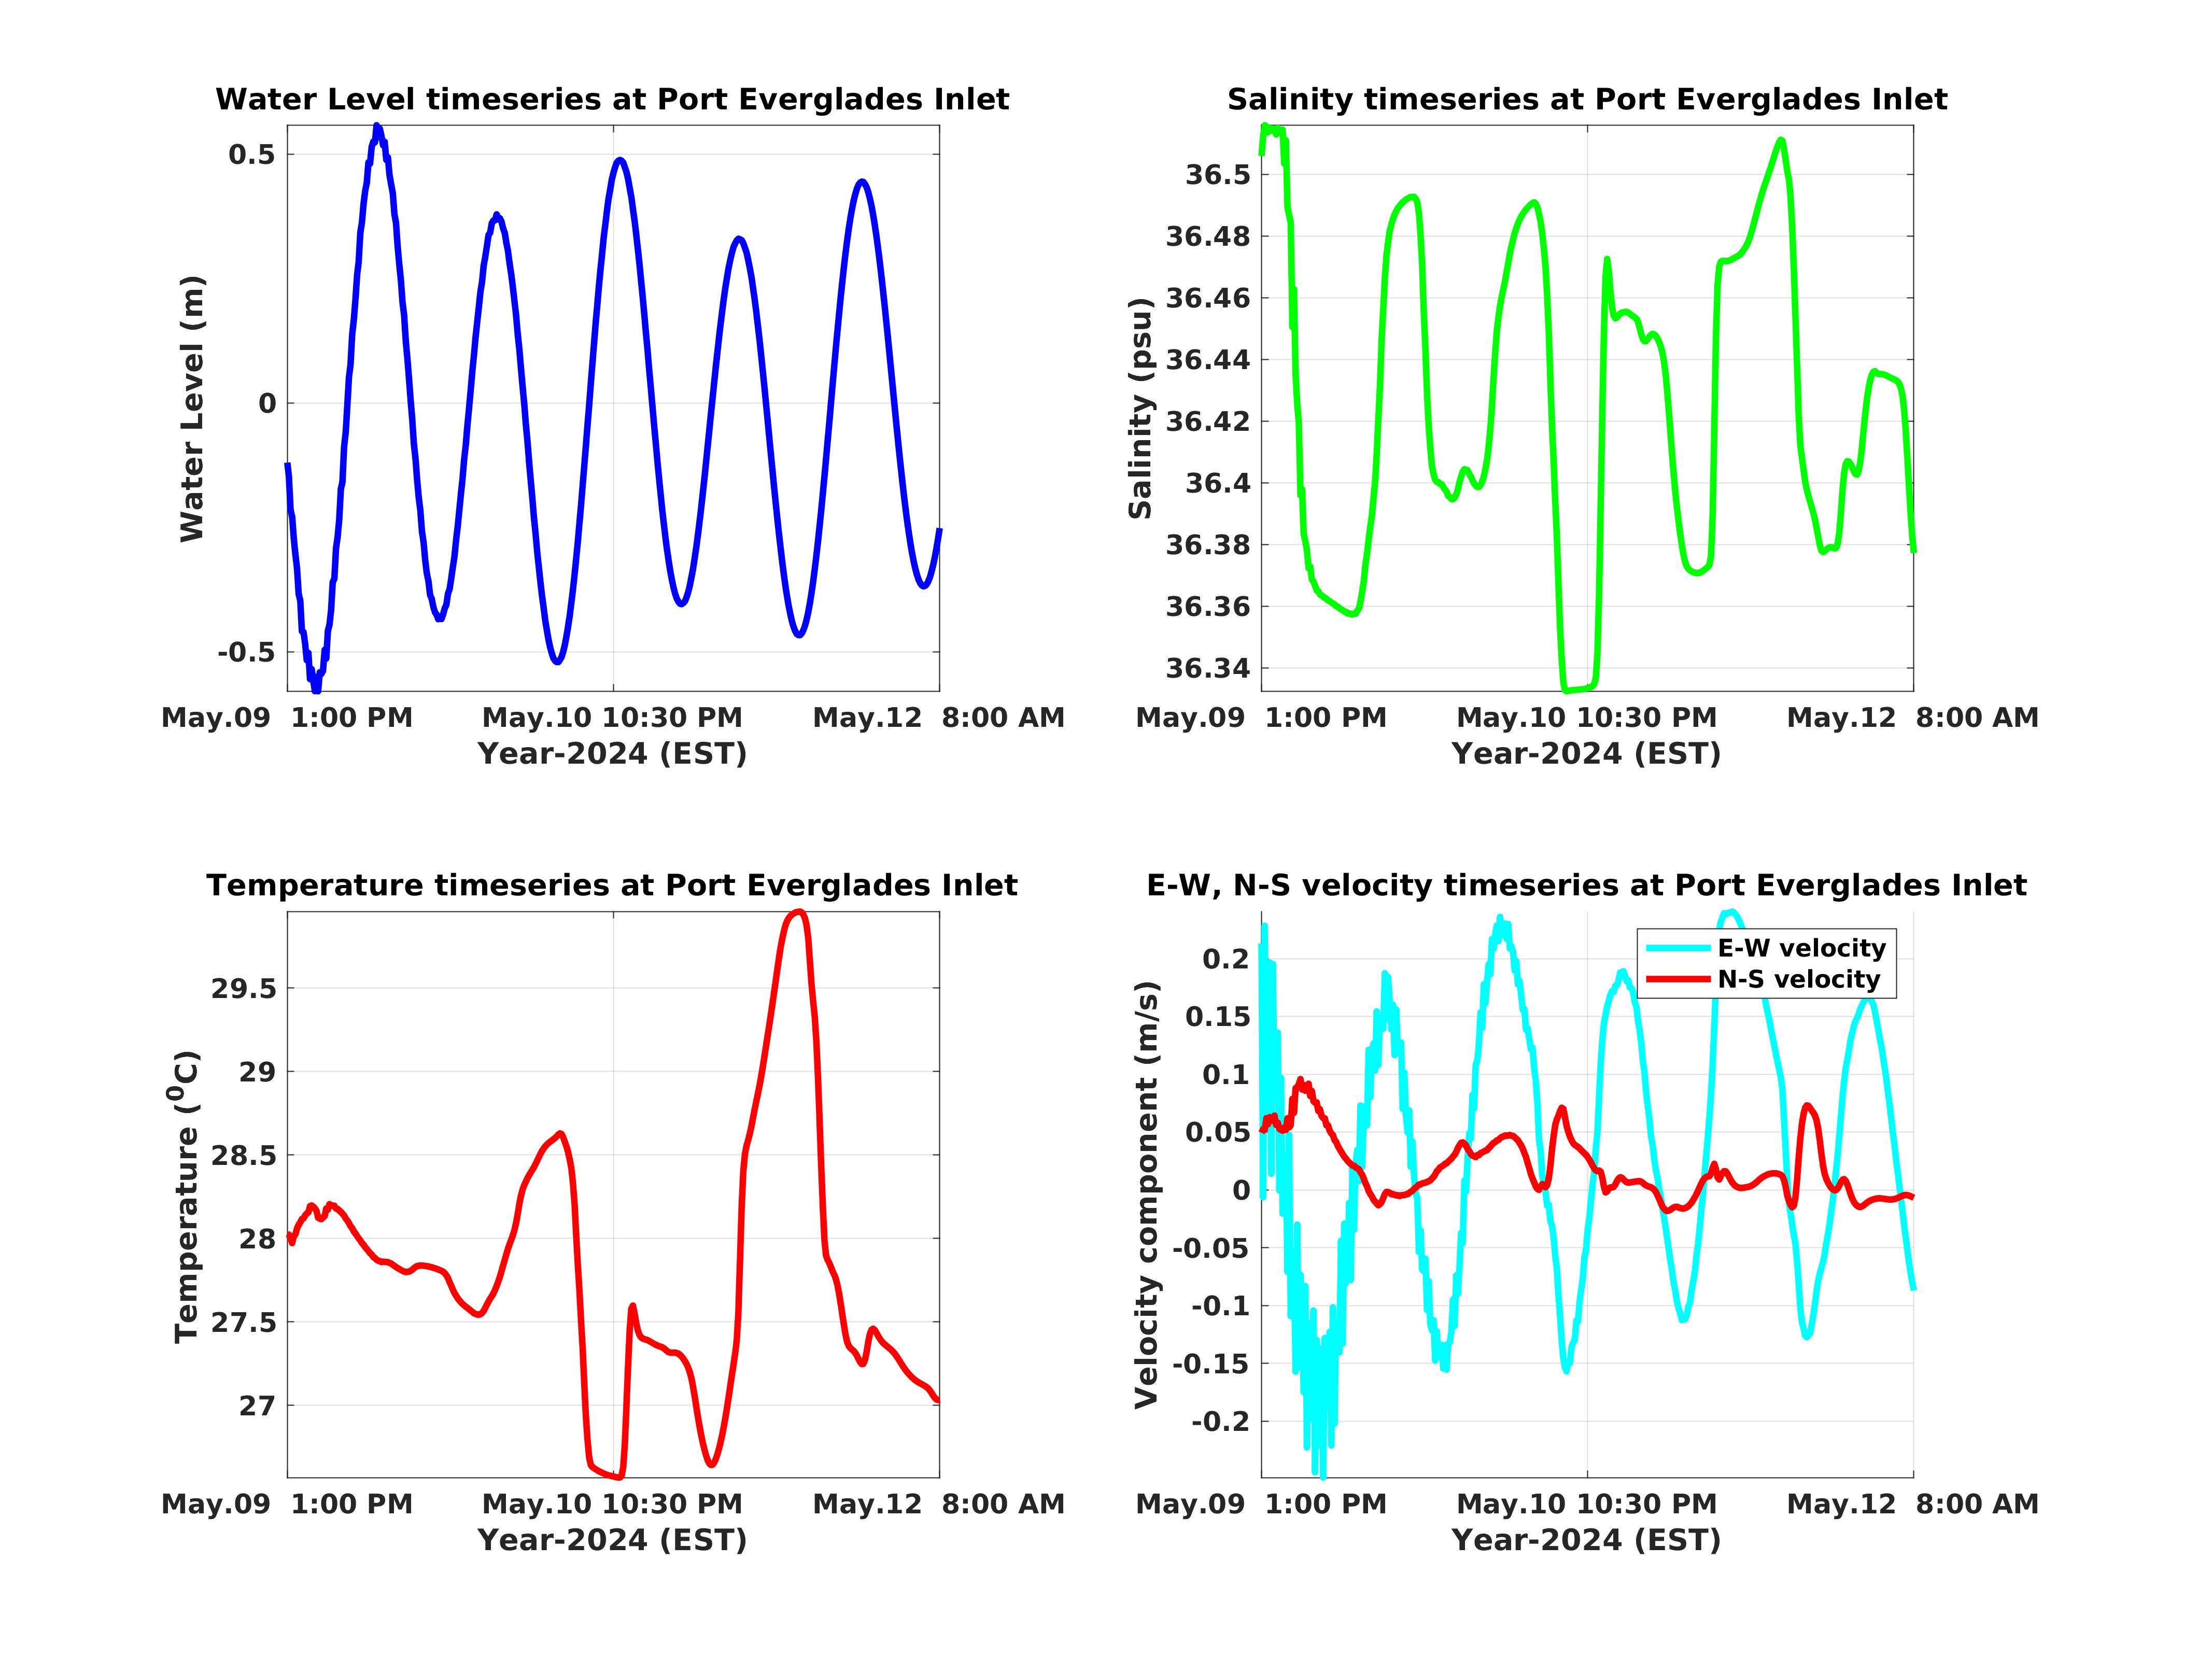 Water Level timeseries at Port Everglades Inlet
0.5
0
-0.5
Water Level (m)
May.09 1:00 PM May.10 10:30 PM May.12 8:00 AM
Year-2024 (EST)
Salinity timeseries at Port Everglades Inlet
36.5
36.48
36.46
36.44
36.42
36.4
36.38
36.36
36.34
Salinity (psu)
May.09 1:00 PM May.10 10:30 PM May.12 8:00 AM
Year-2024 (EST)
Temperature timeseries at Port Everglades Inlet
29.5
29
28.5
28
27.5
27
Temperature (⁰C)
May.09 1:00 PM May.10 10:30 PM May.12 8:00 AM
Year-2024 (EST)
E-W, N-S velocity timeseries at Port Everglades Inlet
E-W velocity
N-S velocity
0.2
0.15
0.1
0.05
0
-0.05
-0.1
-0.15
-0.2
Velocity component (m/s)
May.09 1:00 PM May.10 10:30 PM May.12 8:00 AM
Year-2024 (EST)